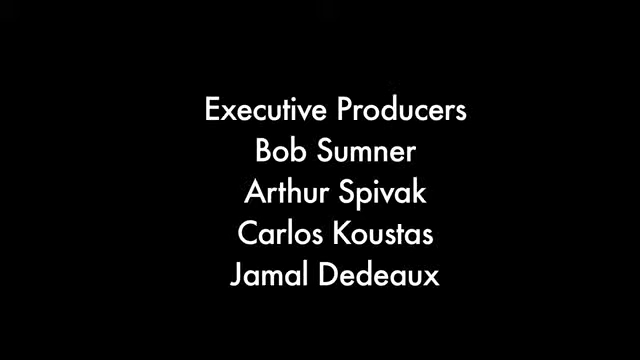 Executive Producers
Bob Sumner
Arthur Spivak
Carlos Koustas
Jamal Dedeaux